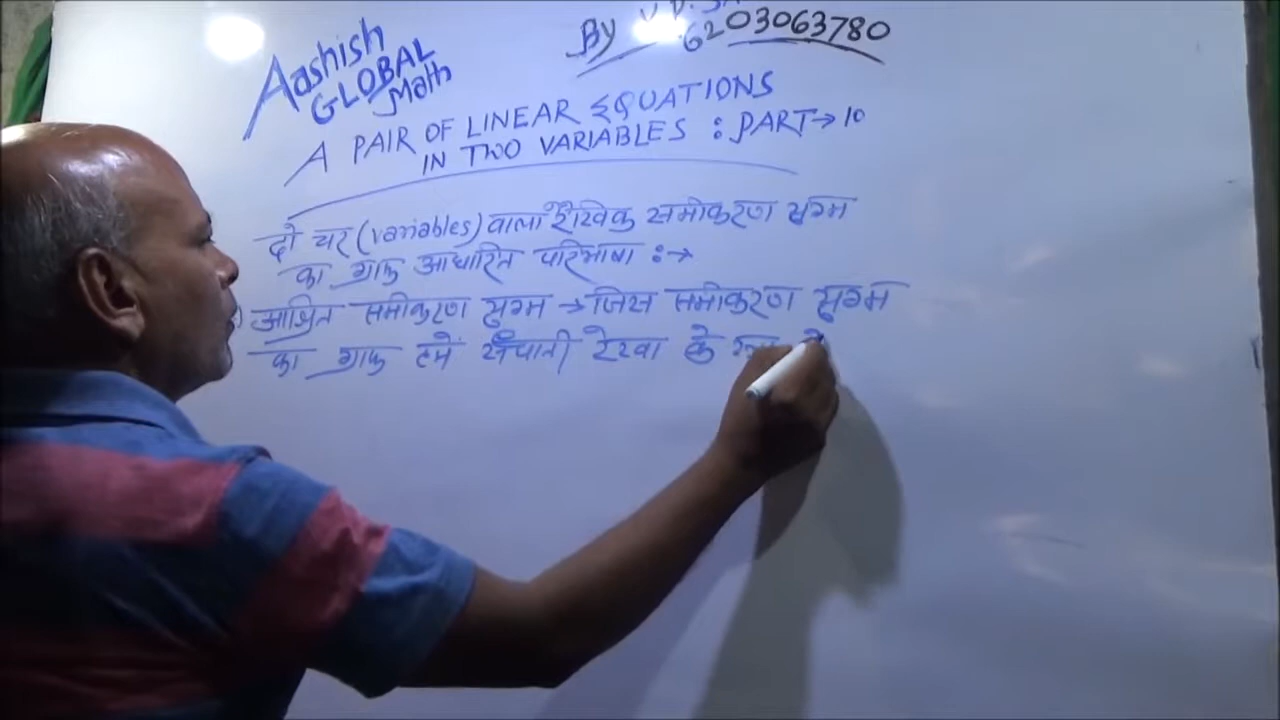 Aashish
GLOBAL
Math
By
6203063780
A PAIR OF LINEAR EQUATIONS
IN TWO VARIABLES : PART→10
दो चर (variables) वाला रैखिक समीकरण युग्म
का ग्राफ आधारित परिभाषा :→
आश्रित समीकरण युग्म → जिस समीकरण युग्म
का ग्राफ हमें संपाती रेखा के